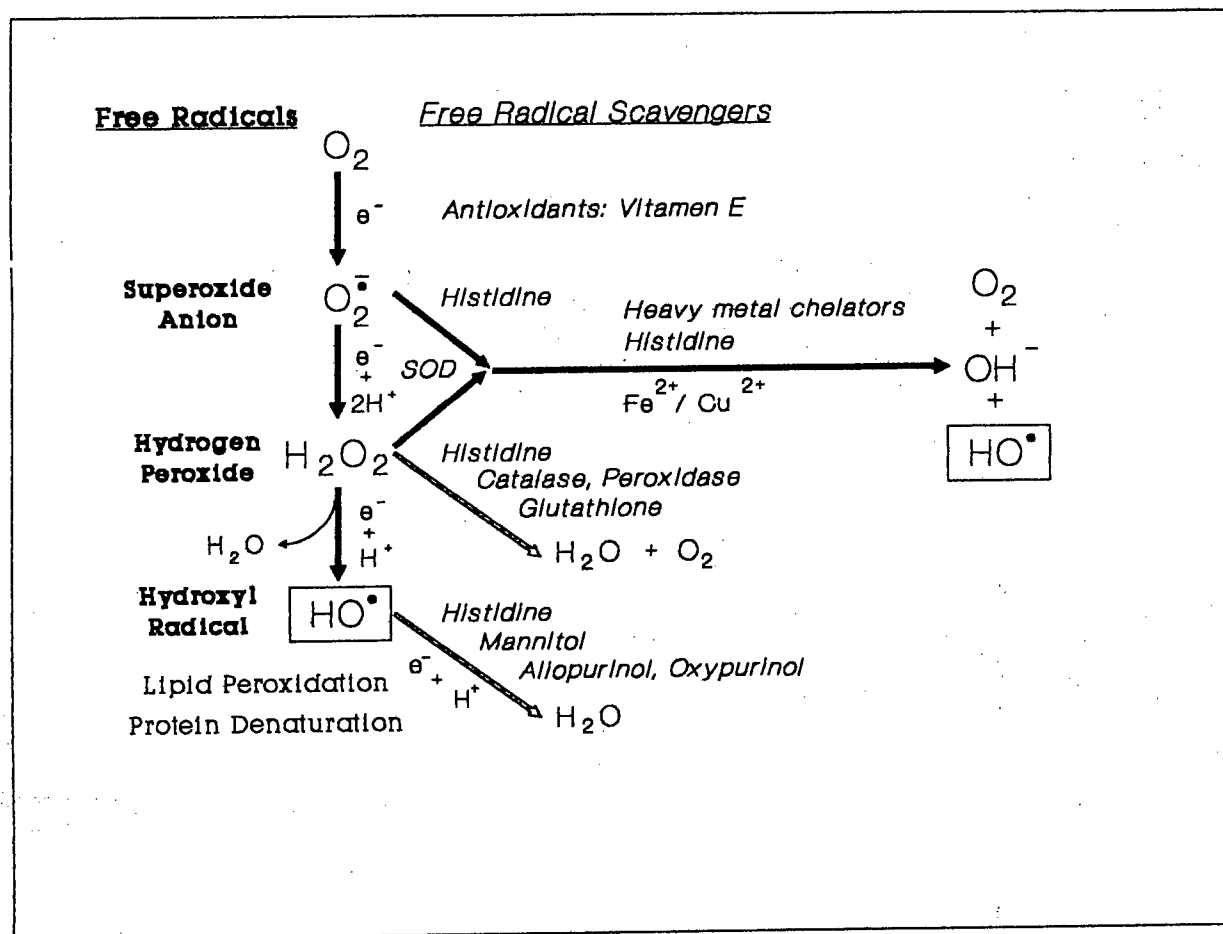 Free Radicals
Free Radical Scavengers
O₂
e⁻
Antioxidants: Vitamen E
Superoxide
Anion
O₂•̄
Histidine
Heavy metal chelators
Histidine
O₂
+
OH⁻
+
HO•
e⁻
+
2H⁺
SOD
Fe²⁺/ Cu²⁺
Hydrogen
Peroxide
H₂O₂
Histidine
Catalase, Peroxidase
Glutathione
H₂O + O₂
e⁻
+
H⁺
H₂O
Hydroxyl
Radical
HO•
Histidine
Mannitol
Allopurinol, Oxypurinol
e⁻
+ H⁺
H₂O
Lipid Peroxidation
Protein Denaturation